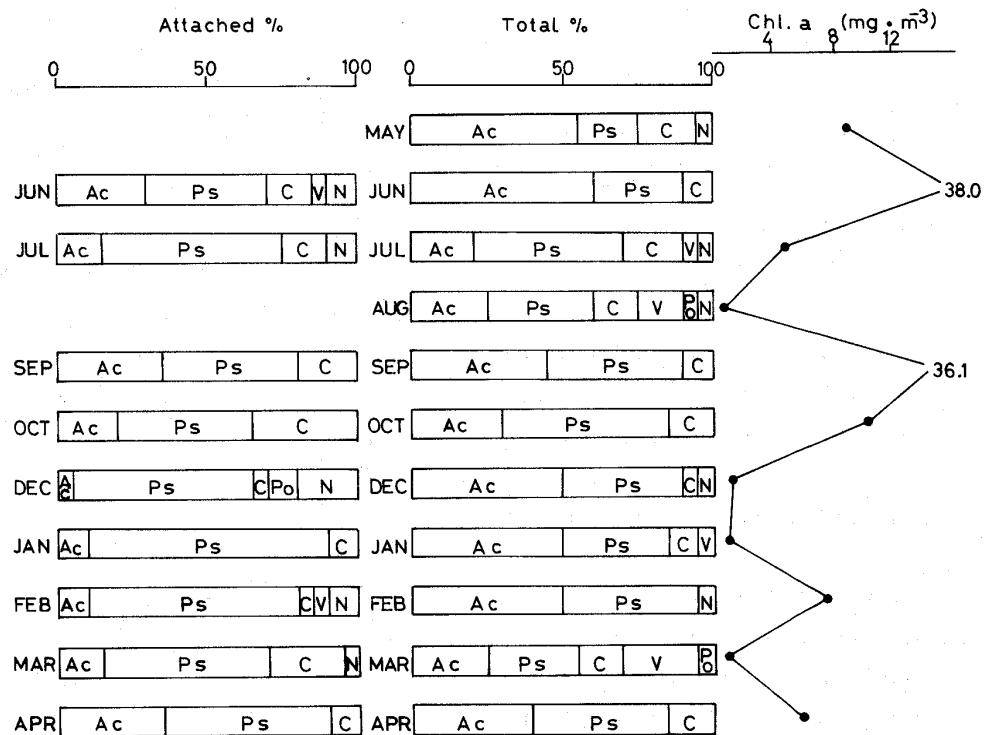 Attached % Total % Chl. a (mg · m⁻³)
4 8 12
0 50 100 0 50 100
MAY Ac Ps C N
JUN Ac Ps C V N JUN Ac Ps C 38.0
JUL Ac Ps C N JUL Ac Ps C V N
AUG Ac Ps C V Po N
SEP Ac Ps C SEP Ac Ps C 36.1
OCT Ac Ps C OCT Ac Ps C
DEC Ac Ps C Po N DEC Ac Ps C N
JAN Ac Ps C JAN Ac Ps C V
FEB Ac Ps C V N FEB Ac Ps N
MAR Ac Ps C N MAR Ac Ps C V Po
APR Ac Ps C APR Ac Ps C